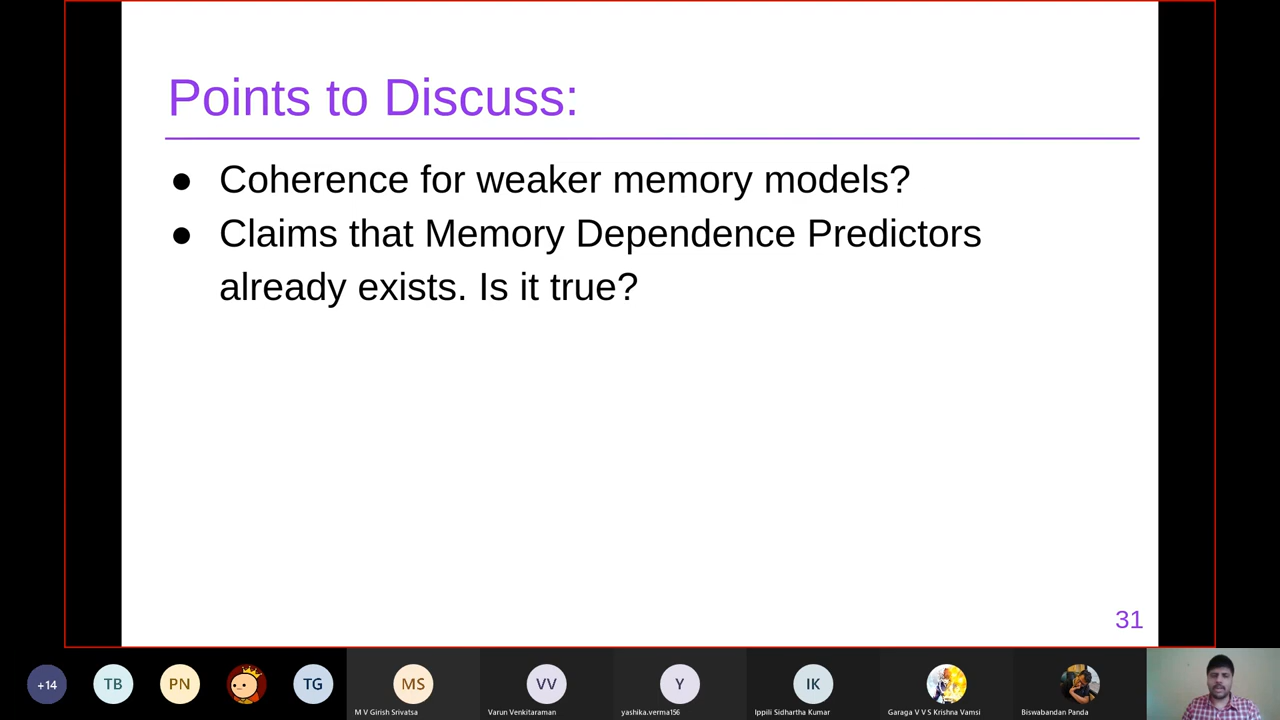 Points to Discuss:
● Coherence for weaker memory models?
● Claims that Memory Dependence Predictors
already exists. Is it true?
31
+14
TB
PN
TG
MS
VV
Y
IK
M V Girish Srivatsa
Varun Venkitaraman
yashika.verma156
Ippili Sidhartha Kumar
Garaga V V S Krishna Vamsi
Biswabandan Panda